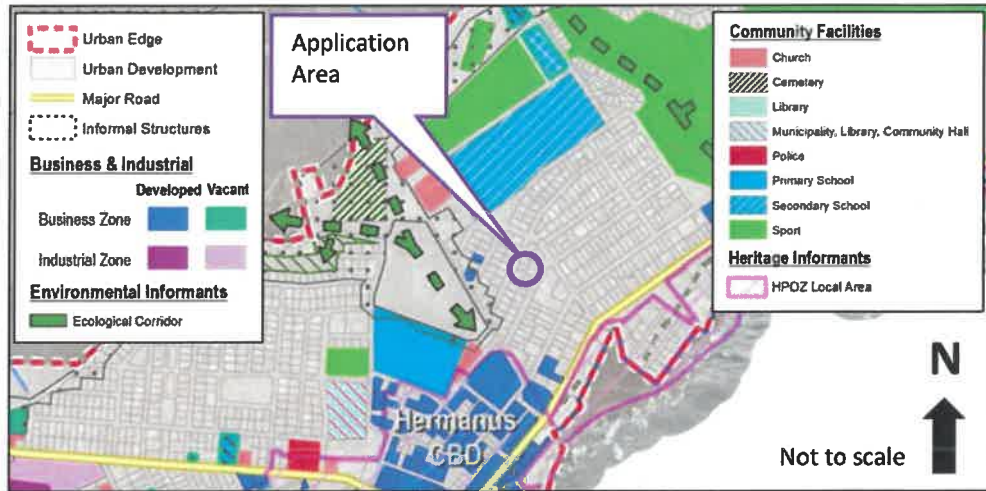 Urban Edge
Urban Development
Major Road
Informal Structures
Business & Industrial
Developed Vacant
Business Zone
Industrial Zone
Environmental Informants
Ecological Corridor
Application
Area
Community Facilities
Church
Cemetery
Library
Municipality, Library, Community Hall
Police
Primary School
Secondary School
Sport
Heritage Informants
HPOZ Local Area
Hermanus
CBD
N
Not to scale